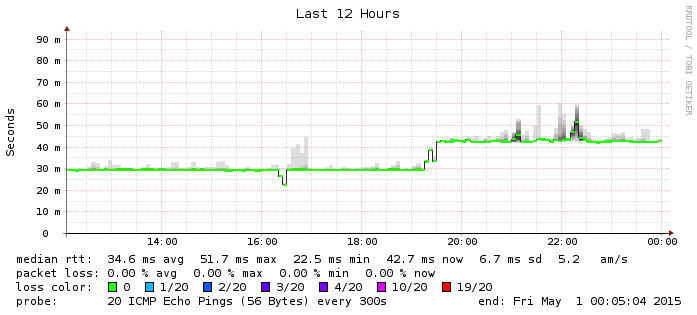 Last 12 Hours
RRDTOOL / TOBI OETIKER
Seconds
90 m
80 m
70 m
60 m
50 m
40 m
30 m
20 m
10 m
0
14:00 16:00 18:00 20:00 22:00 00:00
median rtt: 34.6 ms avg 51.7 ms max 22.5 ms min 42.7 ms now 6.7 ms sd 5.2 am/s
packet loss: 0.00 % avg 0.00 % max 0.00 % min 0.00 % now
loss color: 0 1/20 2/20 3/20 4/20 10/20 19/20
probe: 20 ICMP Echo Pings (56 Bytes) every 300s end: Fri May 1 00:05:04 2015